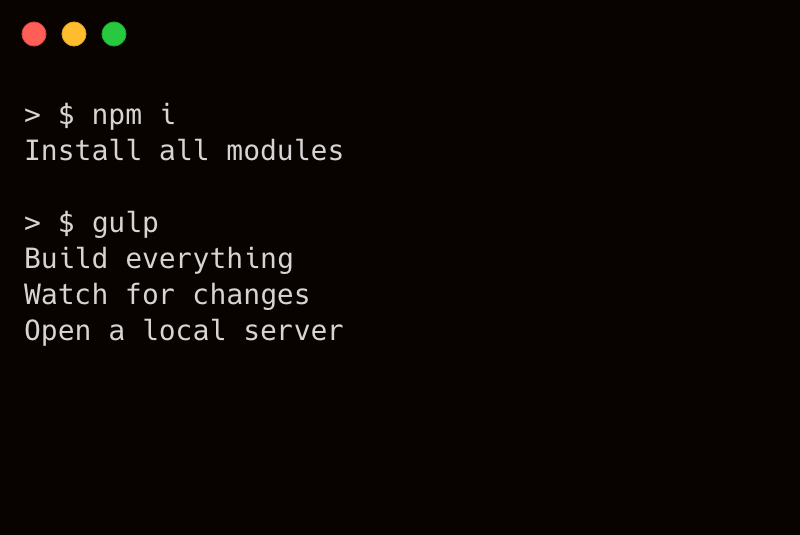 > $ npm i
Install all modules
> $ gulp
Build everything
Watch for changes
Open a local server